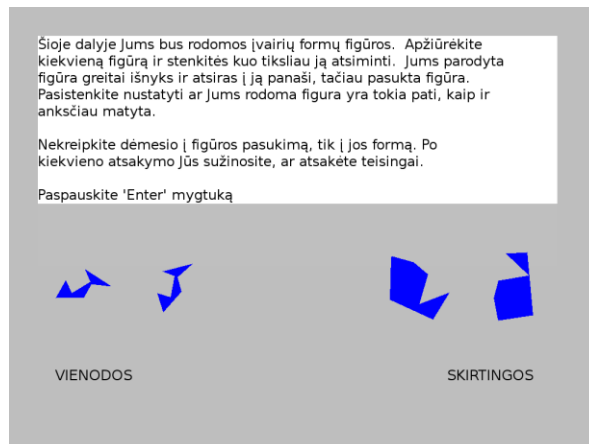 Šioje dalyje Jums bus rodomos įvairių formų figūros.  Apžiūrėkite
kiekvieną figūrą ir stenkitės kuo tiksliau ją atsiminti.  Jums parodyta
figūra greitai išnyks ir atsiras į ją panaši, tačiau pasukta figūra.
Pasistenkite nustatyti ar Jums rodoma figura yra tokia pati, kaip ir
anksčiau matyta.
Nekreipkite dėmesio į figūros pasukimą, tik į jos formą. Po
kiekvieno atsakymo Jūs sužinosite, ar atsakėte teisingai.
Paspauskite 'Enter' mygtuką
VIENODOS
SKIRTINGOS